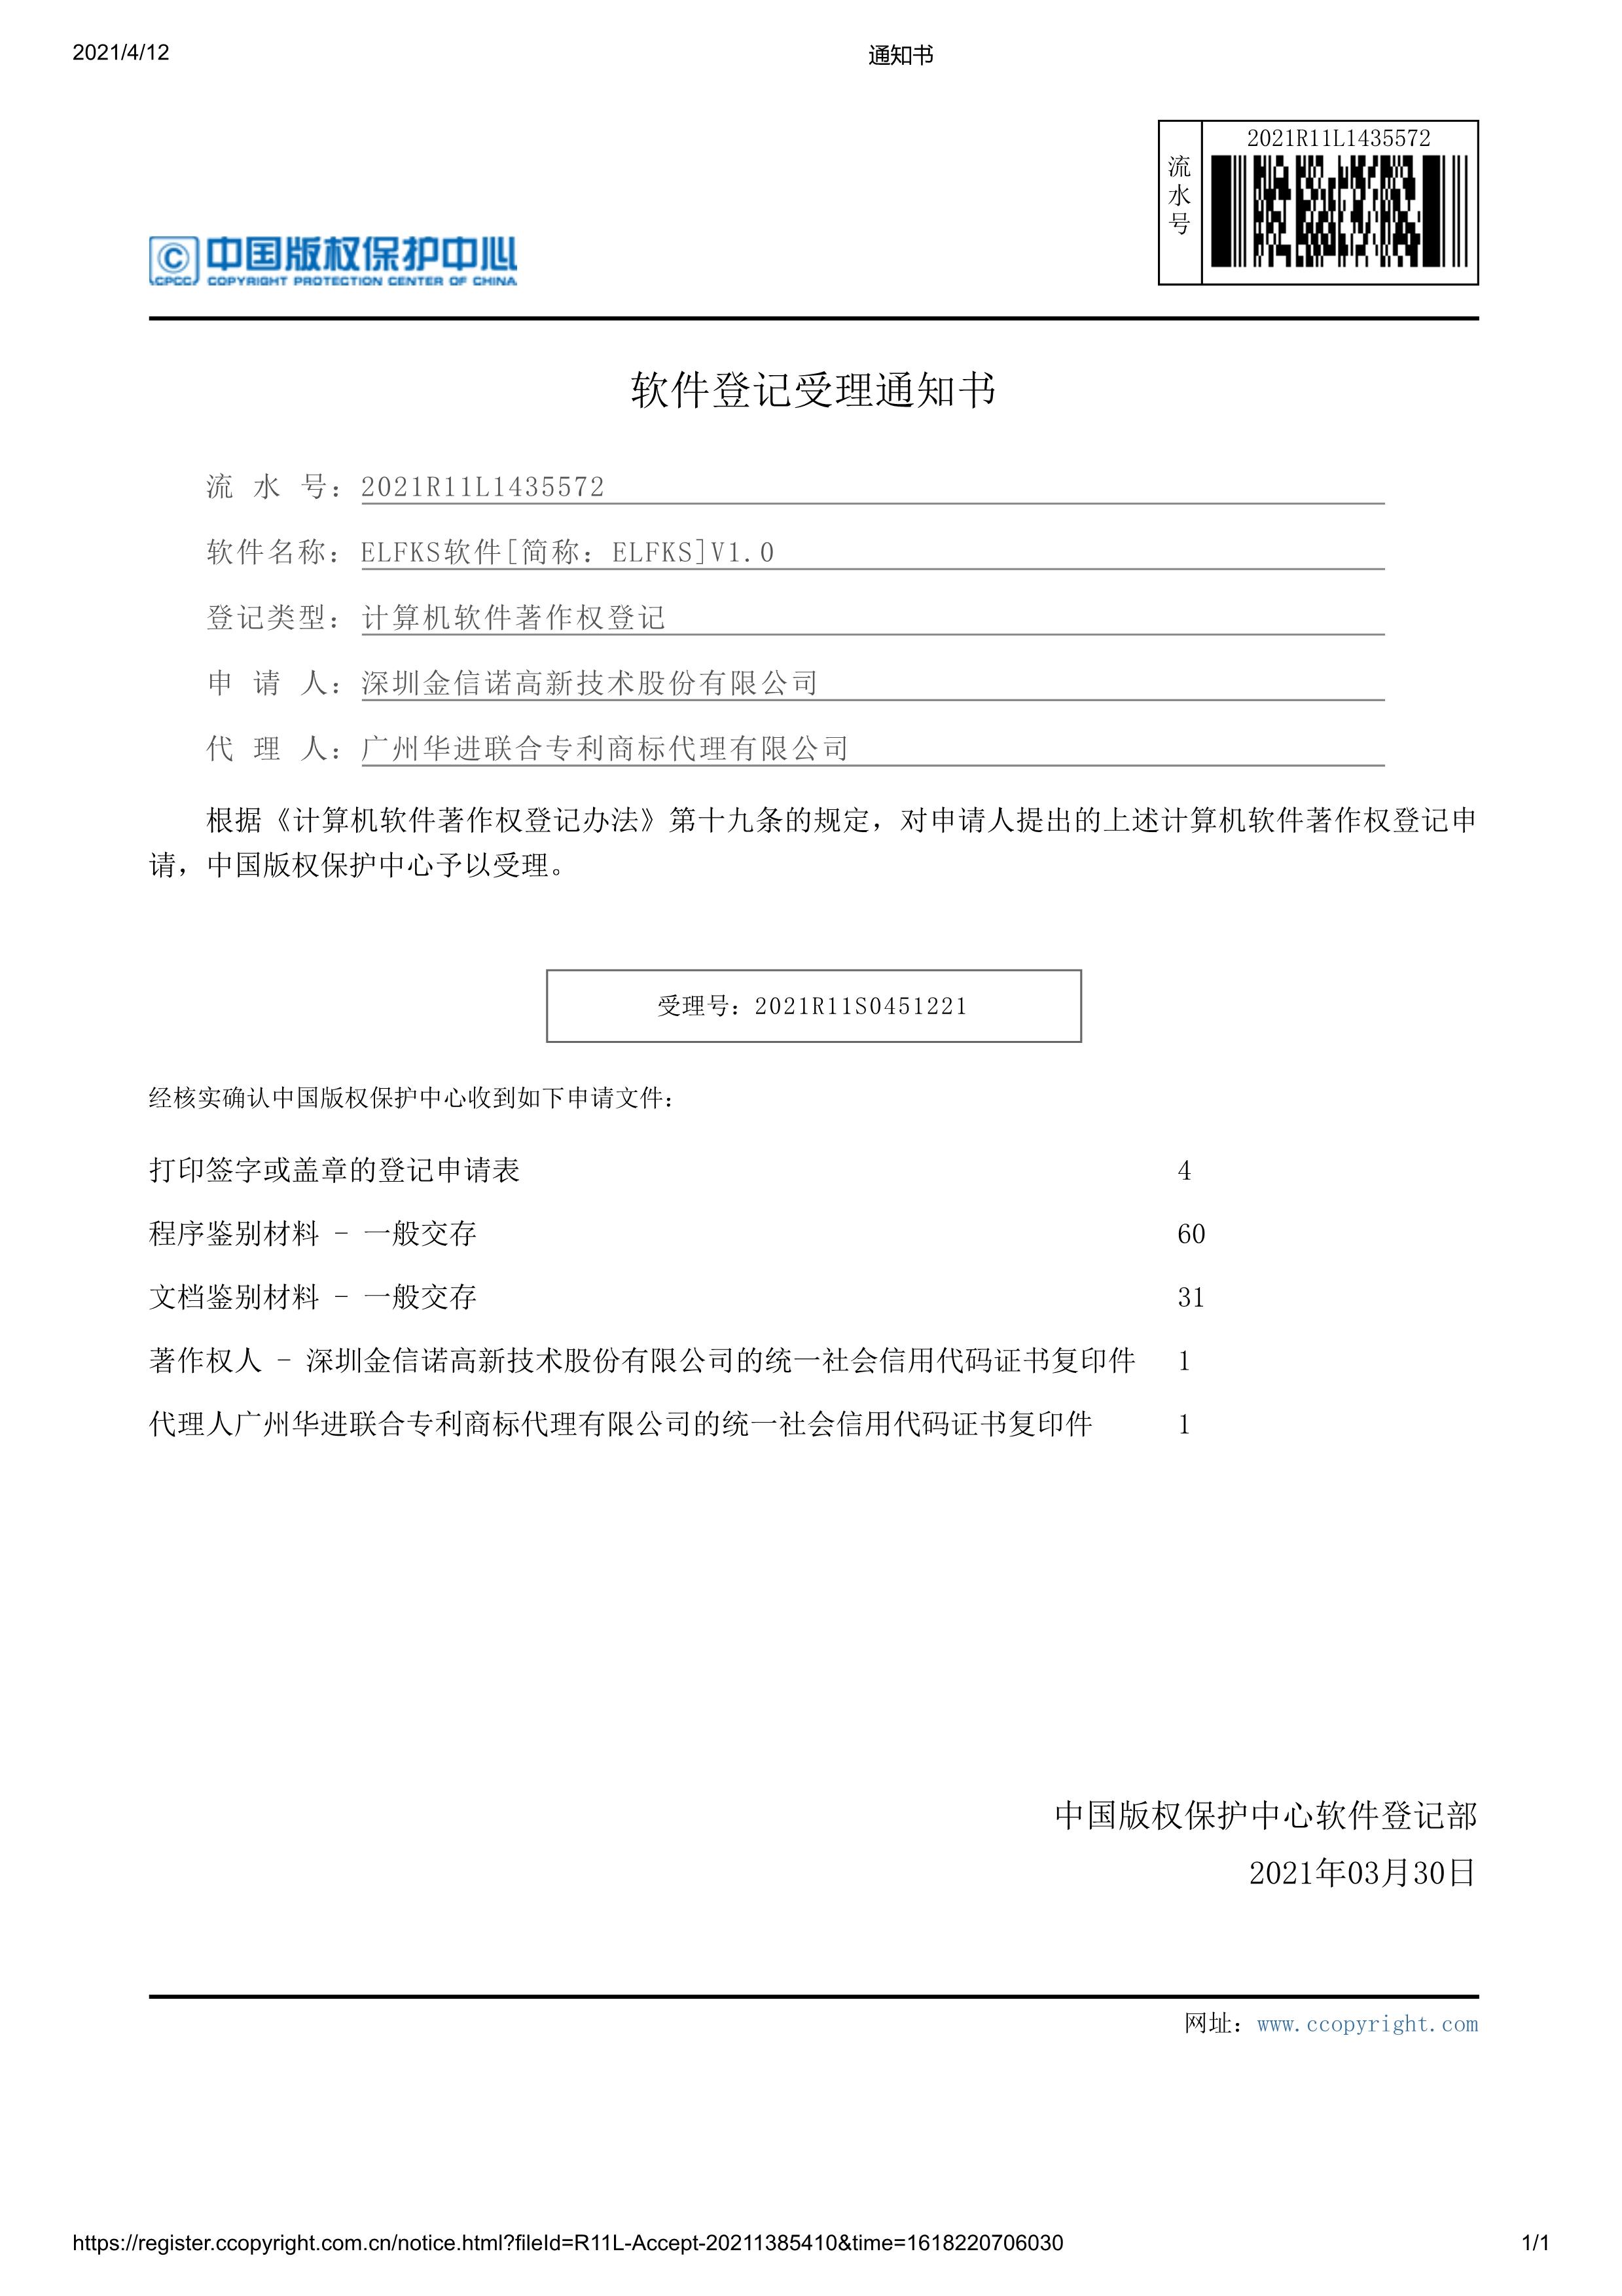 2021/4/12
通知书
2021R11L1435572
流水号
中国版权保护中心
CPCC COPYRIGHT PROTECTION CENTER OF CHINA
软件登记受理通知书
流 水 号：2021R11L1435572
软件名称：ELFKS软件[简称：ELFKS]V1.0
登记类型：计算机软件著作权登记
申 请 人：深圳金信诺高新技术股份有限公司
代 理 人：广州华进联合专利商标代理有限公司
根据《计算机软件著作权登记办法》第十九条的规定，对申请人提出的上述计算机软件著作权登记申
请，中国版权保护中心予以受理。
受理号：2021R11S0451221
经核实确认中国版权保护中心收到如下申请文件：
打印签字或盖章的登记申请表 4
程序鉴别材料 - 一般交存 60
文档鉴别材料 - 一般交存 31
著作权人 - 深圳金信诺高新技术股份有限公司的统一社会信用代码证书复印件 1
代理人广州华进联合专利商标代理有限公司的统一社会信用代码证书复印件 1
中国版权保护中心软件登记部
2021年03月30日
网址：www.ccopyright.com
https://register.ccopyright.com.cn/notice.html?fileId=R11L-Accept-20211385410&time=1618220706030
1/1